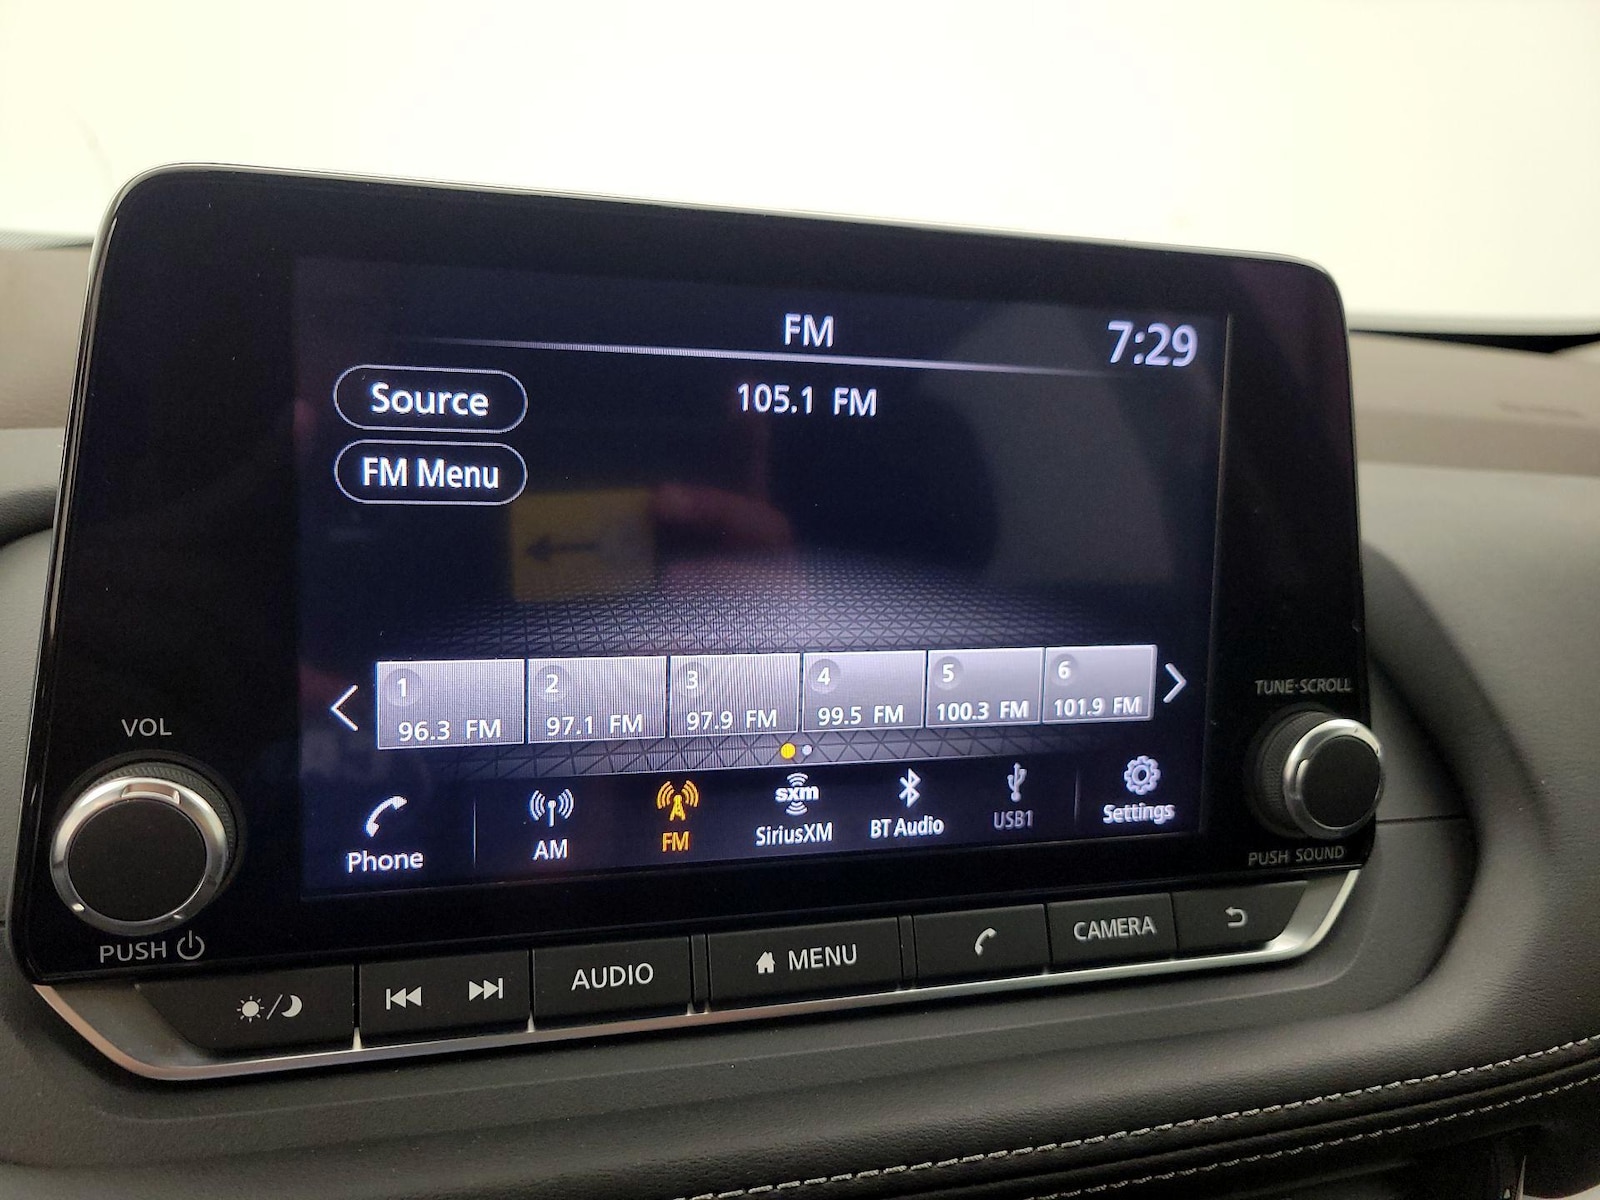 FM
7:29
Source
105.1 FM
FM Menu
1
96.3 FM
2
97.1 FM
3
97.9 FM
4
99.5 FM
5
100.3 FM
6
101.9 FM
TUNE·SCROLL
VOL
Phone
AM
FM
sxm
SiriusXM
BT Audio
USB1
Settings
PUSH SOUND
PUSH
AUDIO
MENU
CAMERA